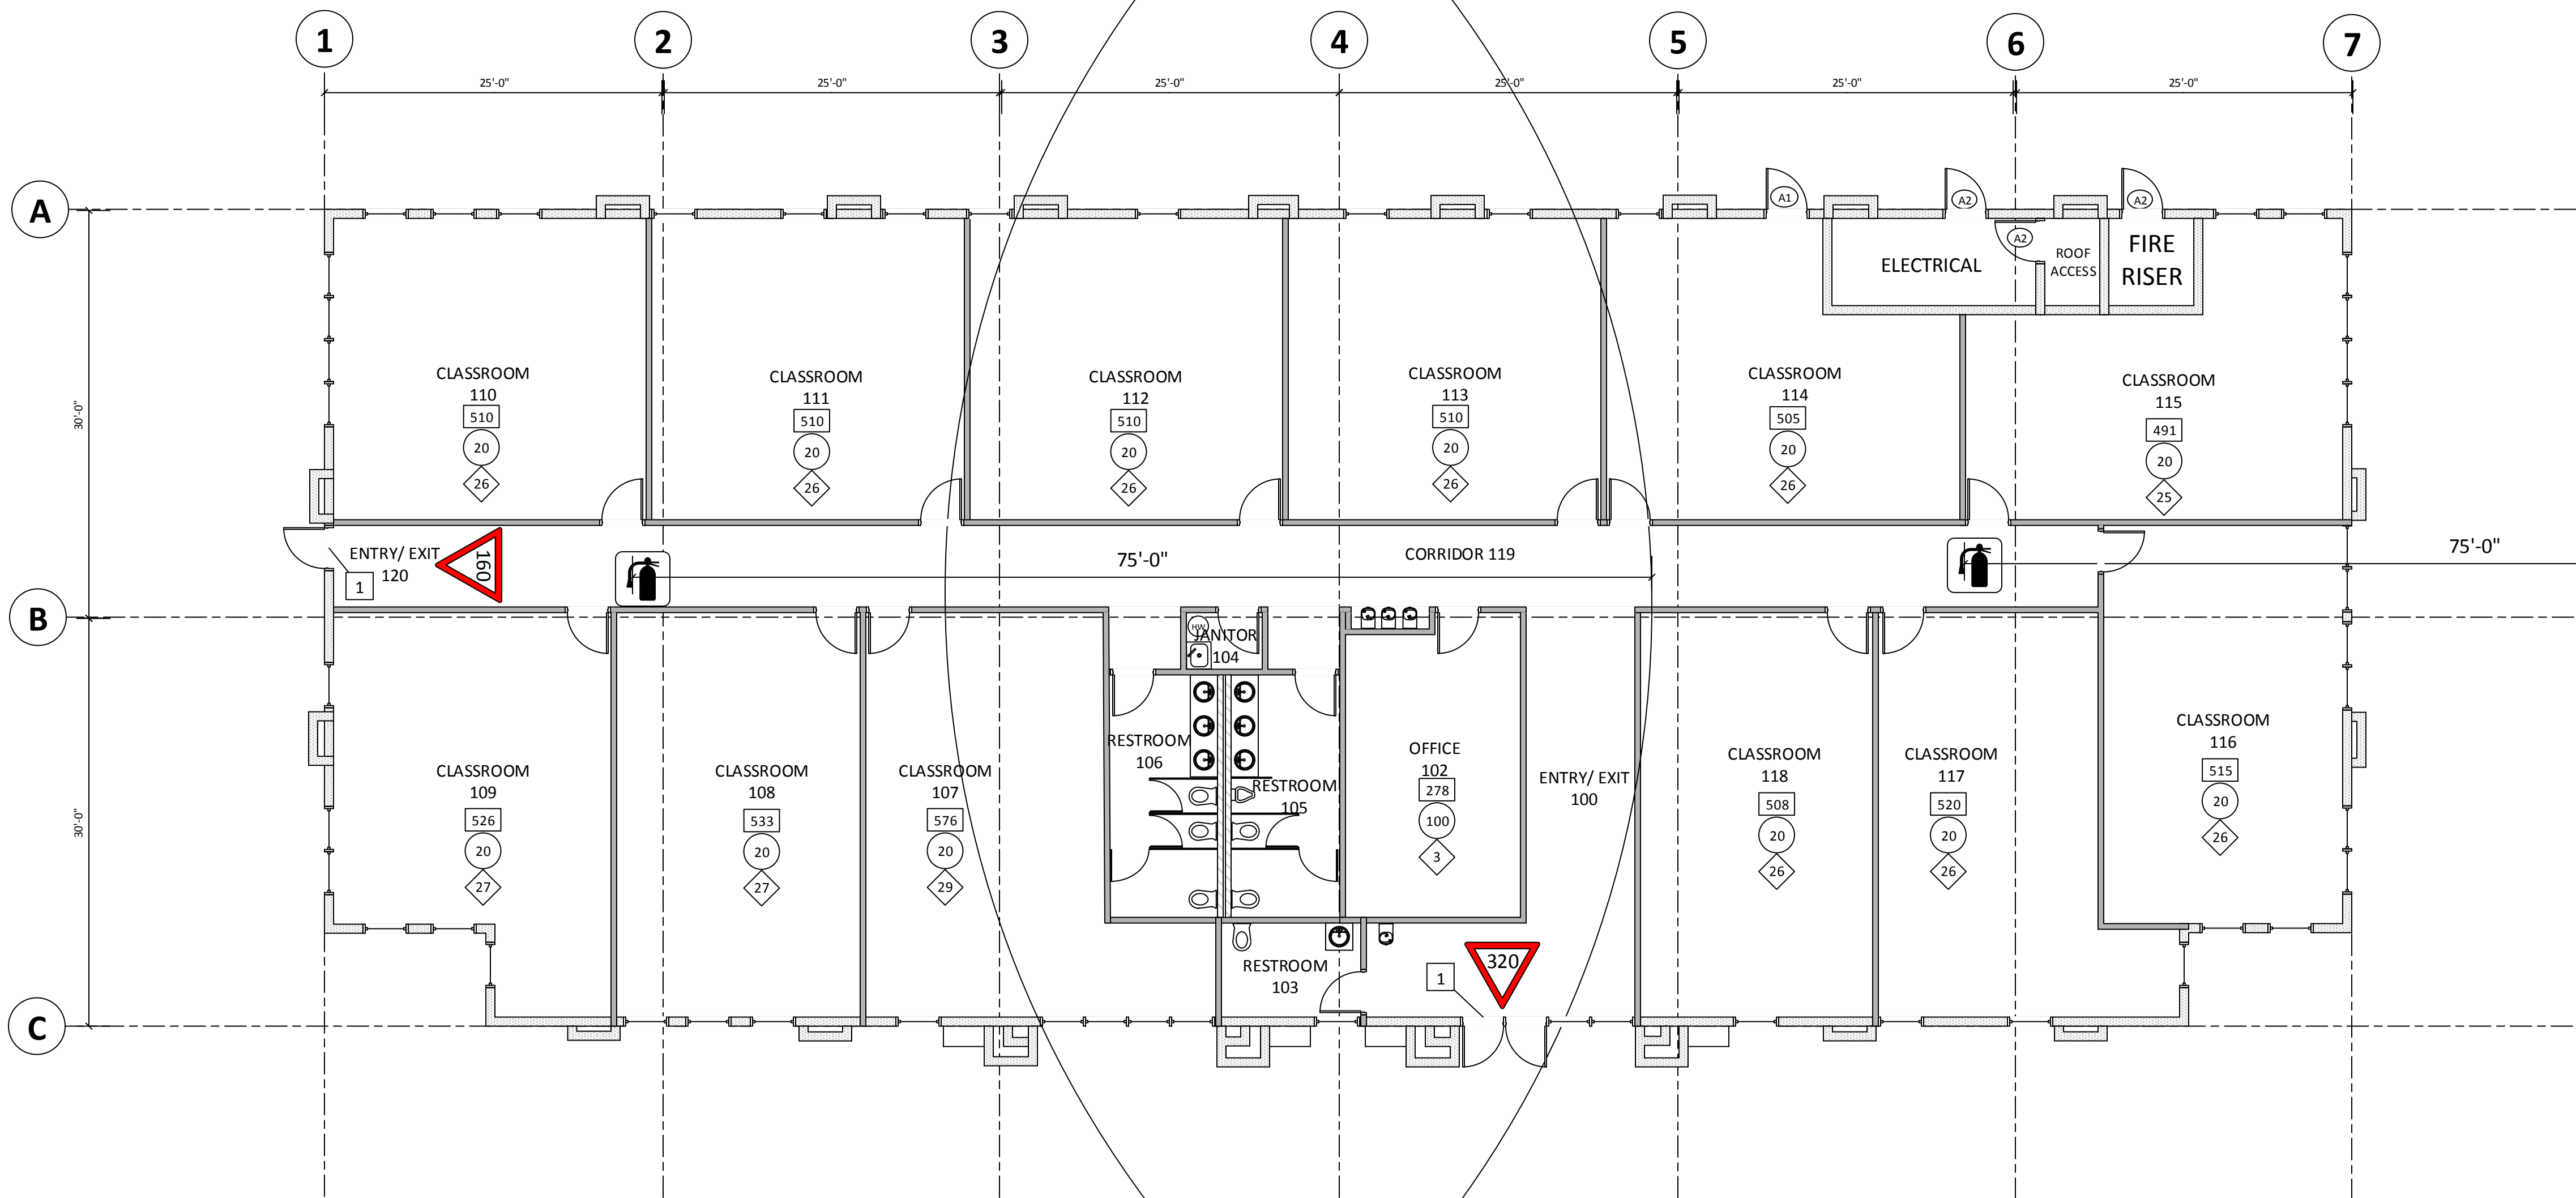 1 2 3 4 5 6 7
25'-0" 25'-0" 25'-0" 25'-0" 25'-0" 25'-0"
A
A1 A2 A2
A2
ELECTRICAL
ROOF
ACCESS
FIRE
RISER
30'-0"
CLASSROOM
110
510
20
26
CLASSROOM
111
510
20
26
CLASSROOM
112
510
20
26
CLASSROOM
113
510
20
26
CLASSROOM
114
505
20
26
CLASSROOM
115
491
20
25
ENTRY/ EXIT
120
1
160
75'-0"
CORRIDOR 119
75'-0"
B
30'-0"
CLASSROOM
109
526
20
27
CLASSROOM
108
533
20
27
CLASSROOM
107
576
20
29
HW
JANITOR
104
RESTROOM
106
RESTROOM
105
OFFICE
102
278
100
3
ENTRY/ EXIT
100
CLASSROOM
118
508
20
26
CLASSROOM
117
520
20
26
CLASSROOM
116
515
20
26
RESTROOM
103
1
320
C